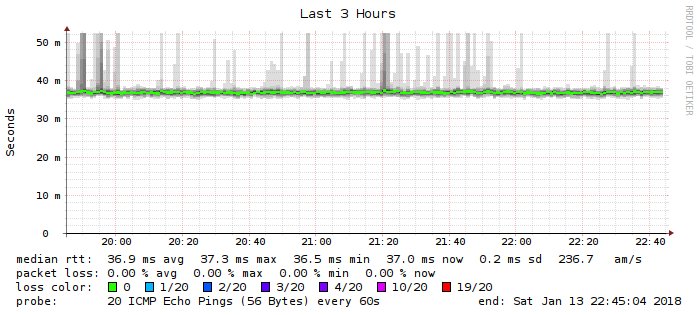 Last 3 Hours
RRDTOOL / TOBI OETIKER
Seconds
50 m
40 m
30 m
20 m
10 m
0
20:00 20:20 20:40 21:00 21:20 21:40 22:00 22:20 22:40
median rtt: 36.9 ms avg 37.3 ms max 36.5 ms min 37.0 ms now 0.2 ms sd 236.7 am/s
packet loss: 0.00 % avg 0.00 % max 0.00 % min 0.00 % now
loss color: 0 1/20 2/20 3/20 4/20 10/20 19/20
probe: 20 ICMP Echo Pings (56 Bytes) every 60s end: Sat Jan 13 22:45:04 2018